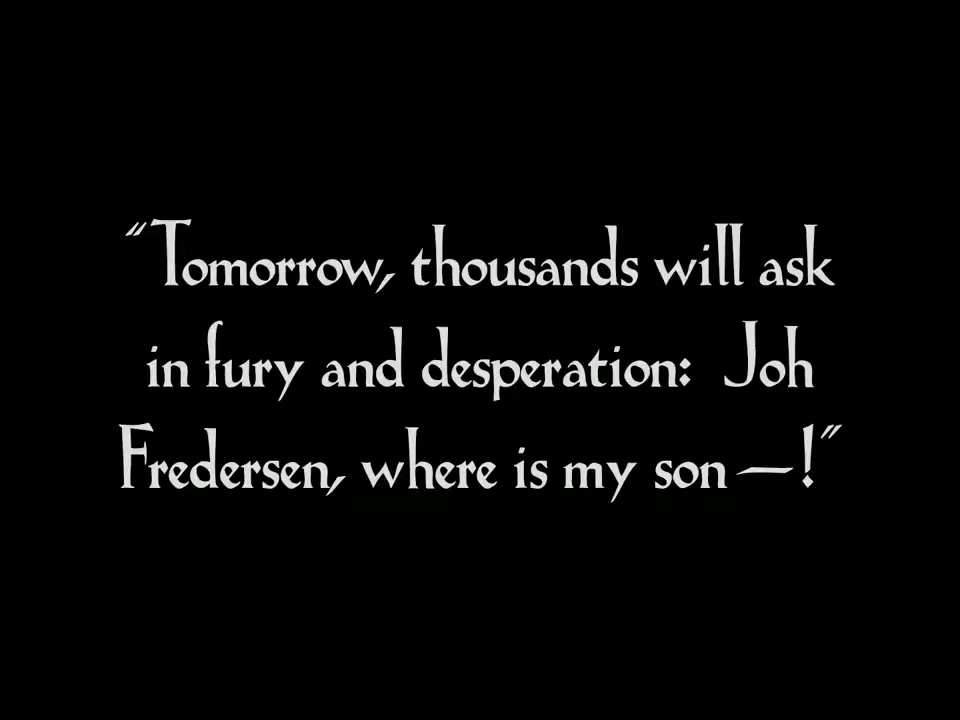 “Tomorrow, thousands will ask
in fury and desperation: Joh
Fredersen, where is my son—!”